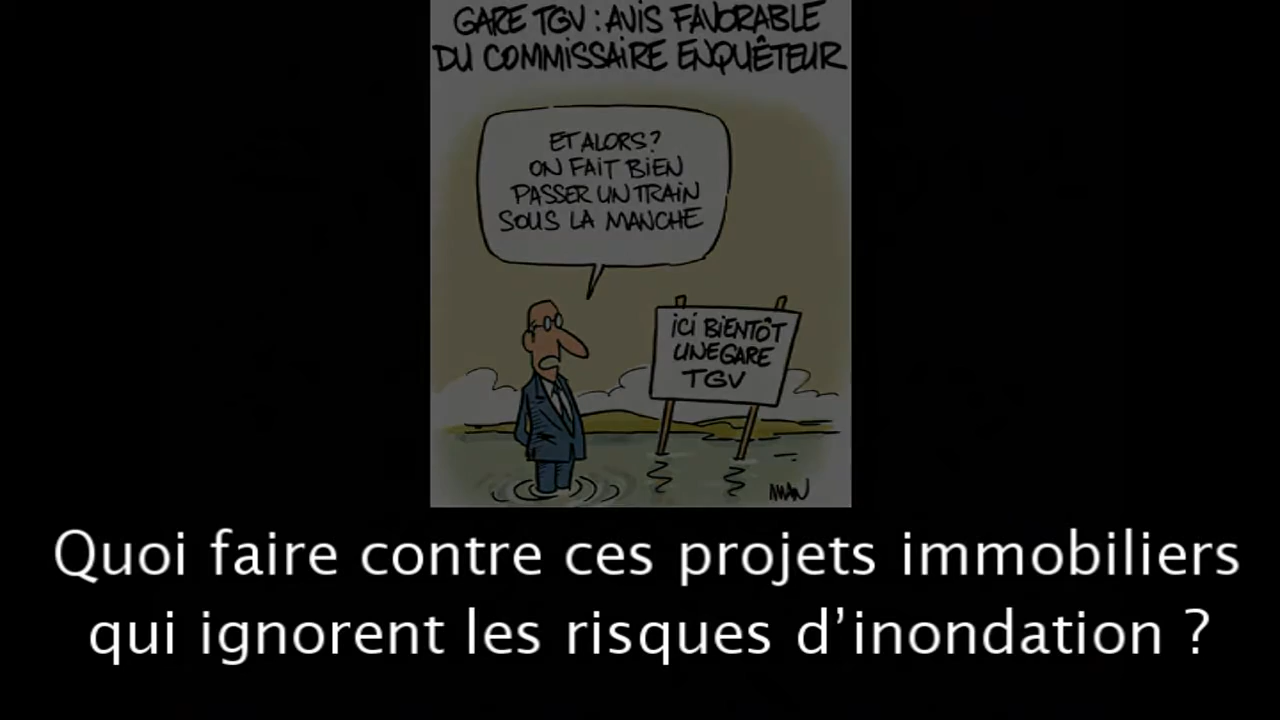 GARE TGV : AVIS FAVORABLE
DU COMMISSAIRE ENQUÊTEUR
ET ALORS?
ON FAIT BIEN
PASSER UN TRAIN
SOUS LA MANCHE
ICI BIENTÔT
UNE GARE
TGV
AMAN
Quoi faire contre ces projets immobiliers
qui ignorent les risques d’inondation ?